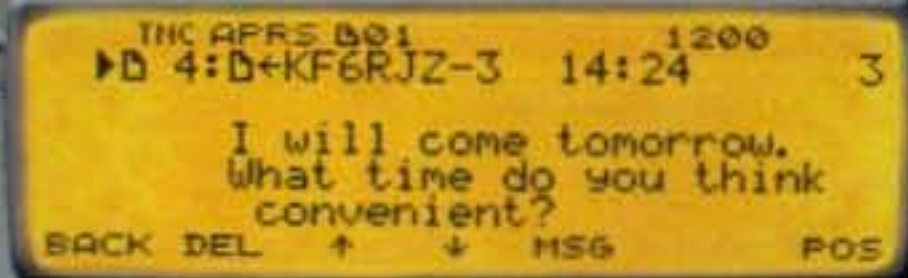 TNC APRS D01 1200
▶D 4:D←KF6RJZ-3 14:24 3
I will come tomorrow.
What time do you think
convenient?
BACK DEL ↑ ↓ MSG POS